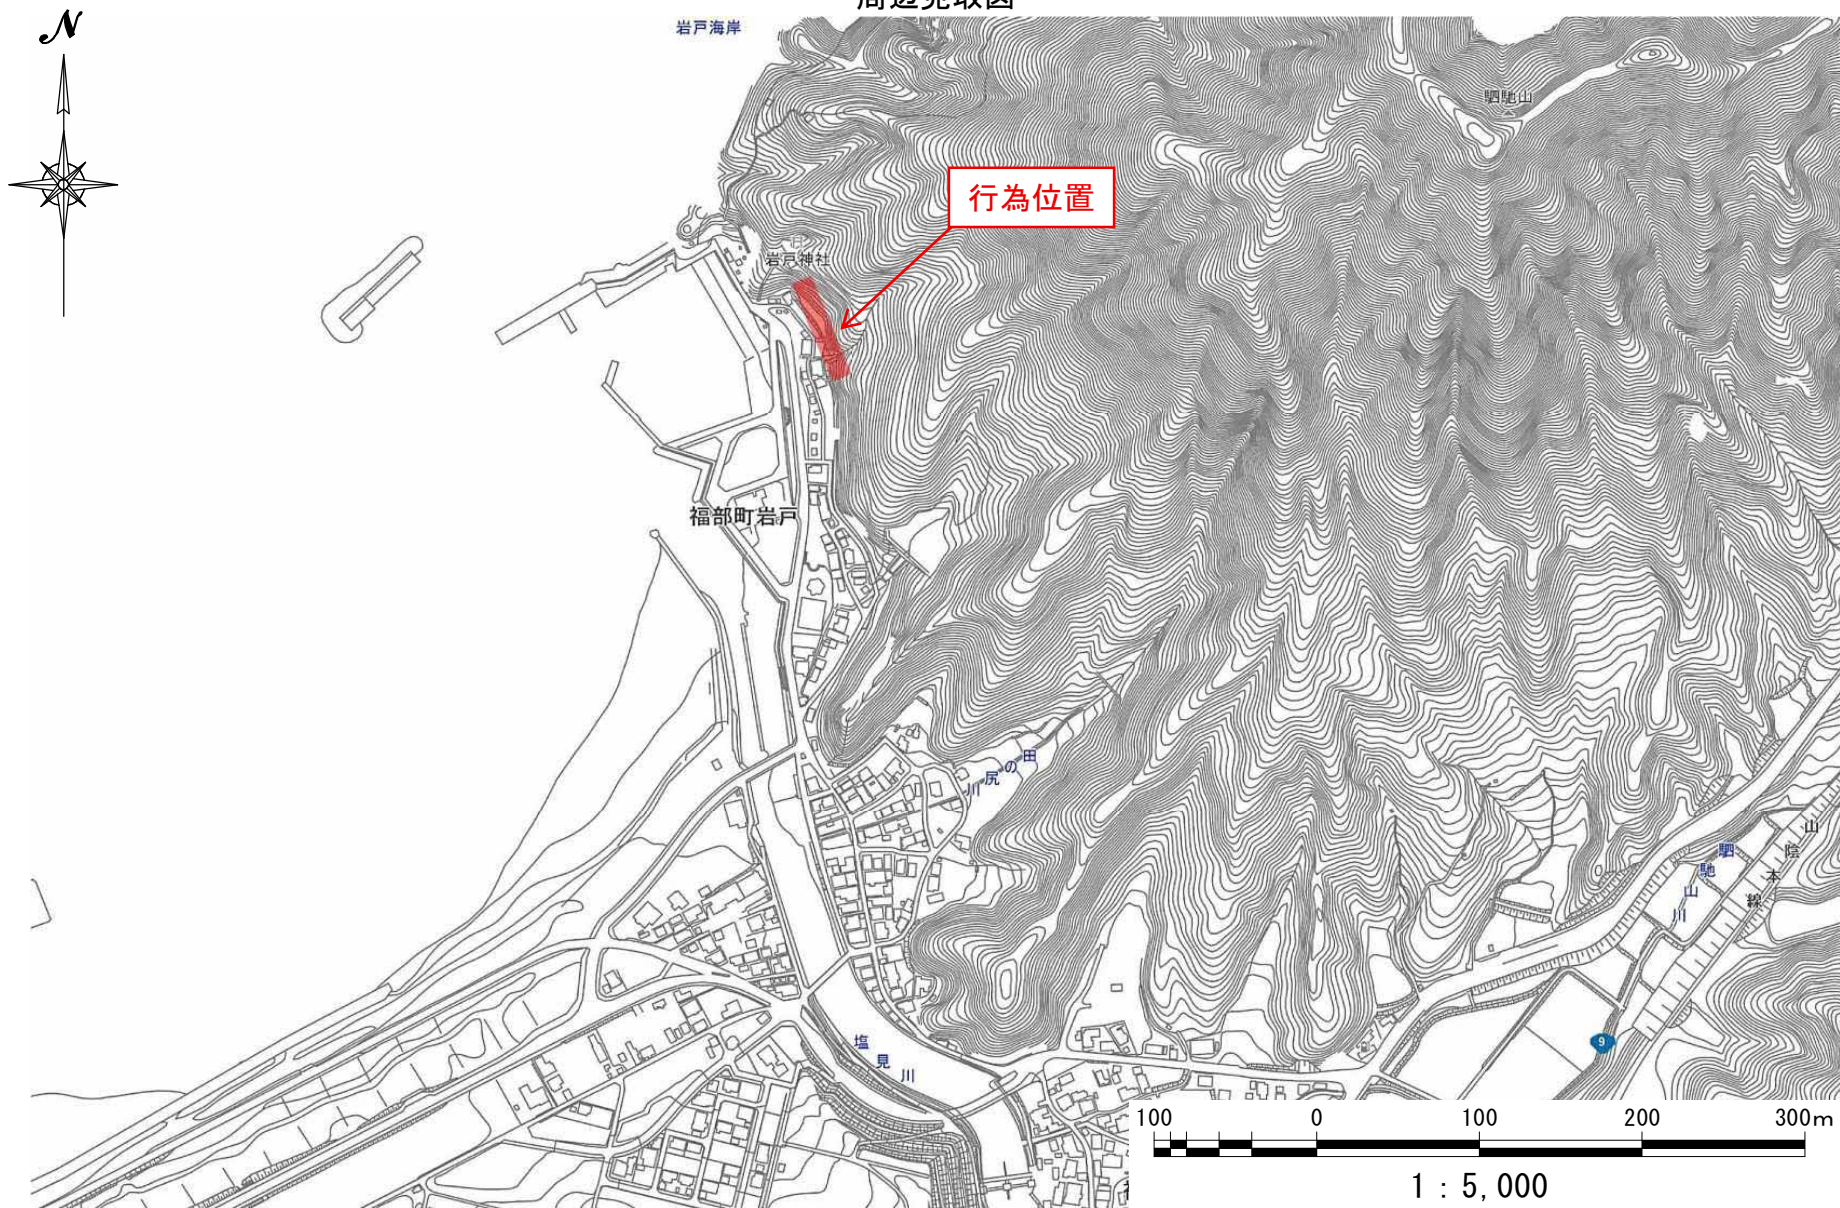 周辺見取図
N
岩戸海岸
駟馳山
行為位置
岩戸神社
福部町岩戸
田の尻川
駟馳山川
山陰本線
9
塩見川
100 0 100 200 300m
1:5,000